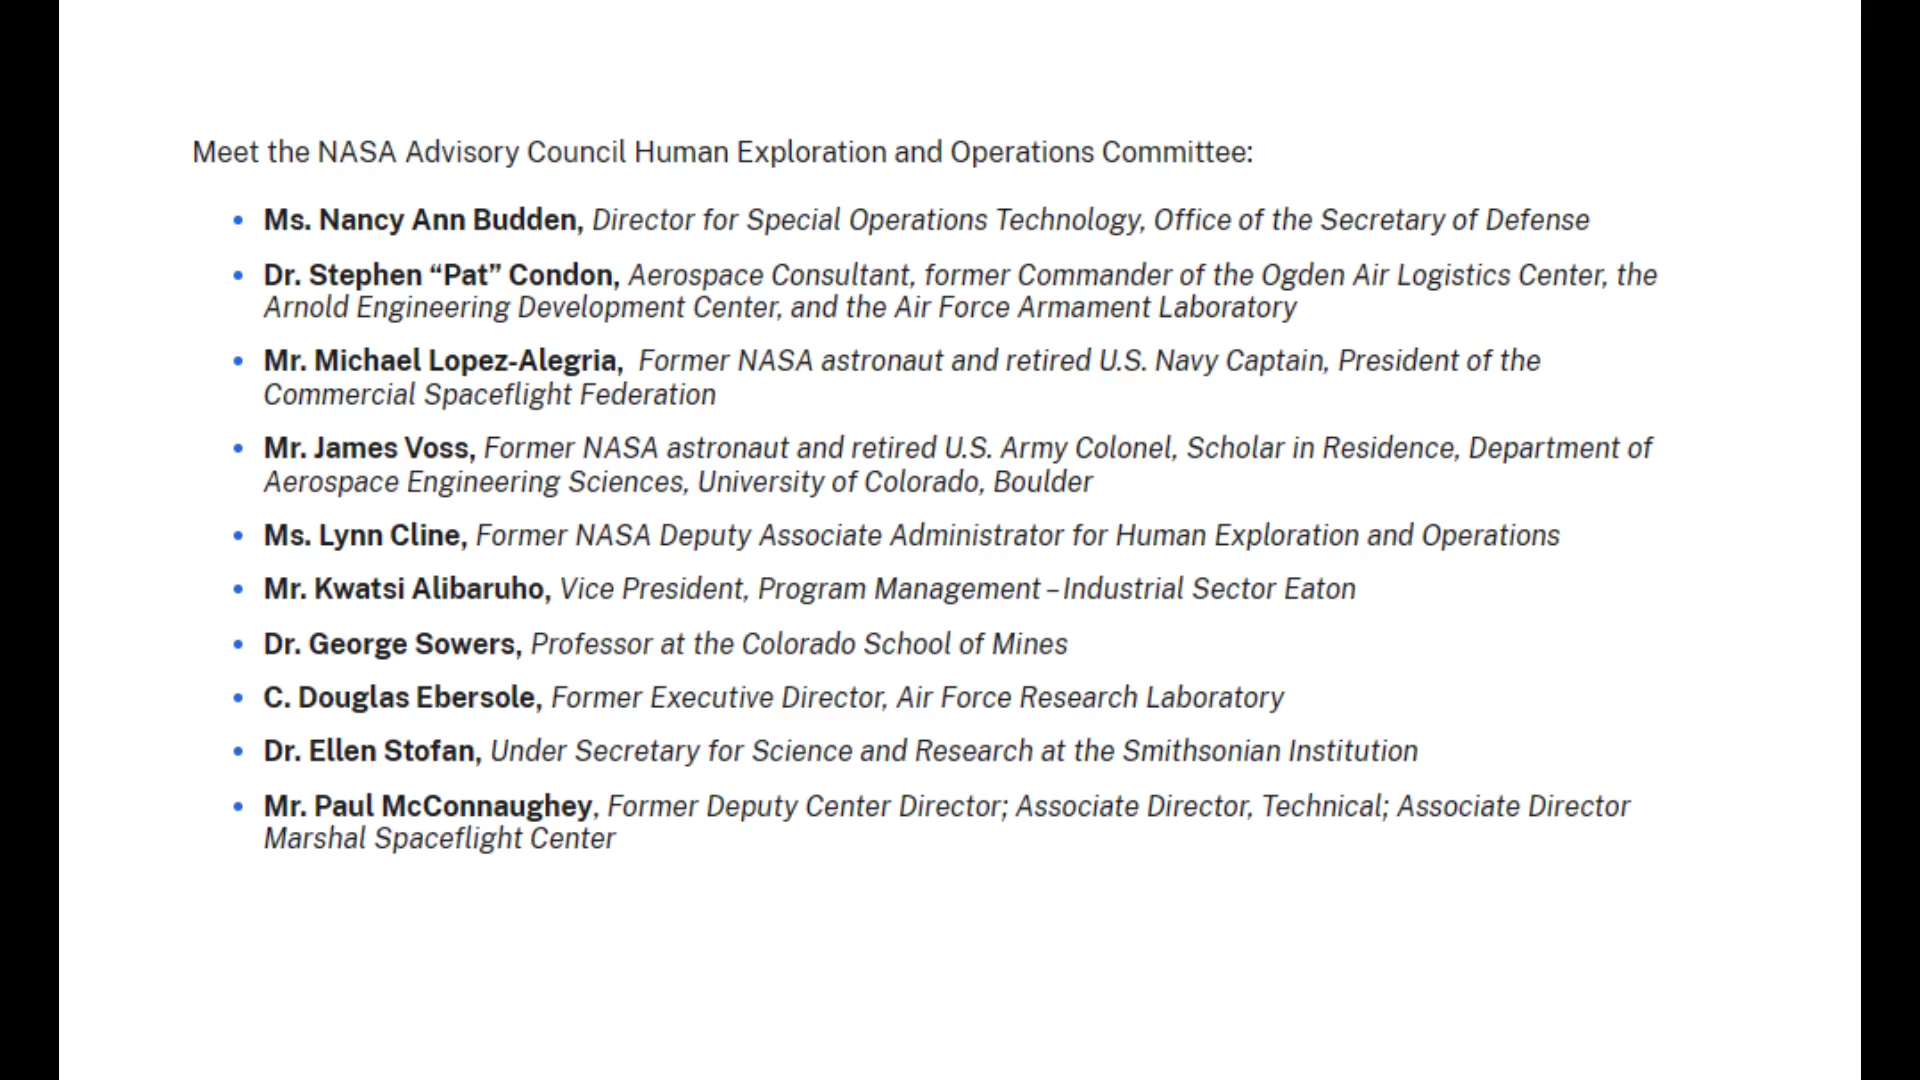 Meet the NASA Advisory Council Human Exploration and Operations Committee:
• Ms. Nancy Ann Budden, Director for Special Operations Technology, Office of the Secretary of Defense
• Dr. Stephen “Pat” Condon, Aerospace Consultant, former Commander of the Ogden Air Logistics Center, the
Arnold Engineering Development Center, and the Air Force Armament Laboratory
• Mr. Michael Lopez-Alegria,  Former NASA astronaut and retired U.S. Navy Captain, President of the
Commercial Spaceflight Federation
• Mr. James Voss, Former NASA astronaut and retired U.S. Army Colonel, Scholar in Residence, Department of
Aerospace Engineering Sciences, University of Colorado, Boulder
• Ms. Lynn Cline, Former NASA Deputy Associate Administrator for Human Exploration and Operations
• Mr. Kwatsi Alibaruho, Vice President, Program Management – Industrial Sector Eaton
• Dr. George Sowers, Professor at the Colorado School of Mines
• C. Douglas Ebersole, Former Executive Director, Air Force Research Laboratory
• Dr. Ellen Stofan, Under Secretary for Science and Research at the Smithsonian Institution
• Mr. Paul McConnaughey, Former Deputy Center Director; Associate Director, Technical; Associate Director
Marshal Spaceflight Center